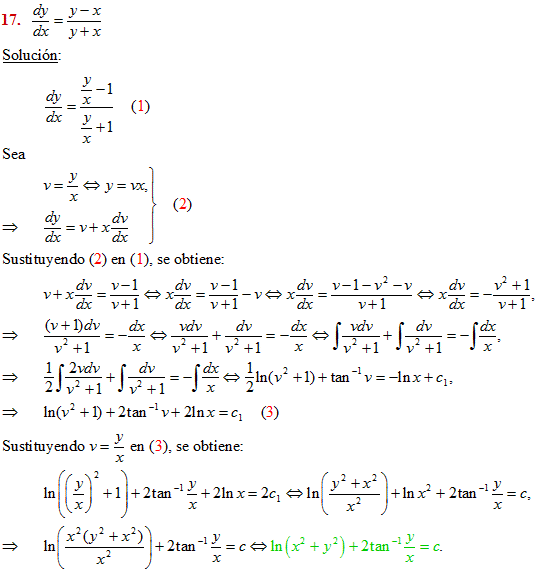 17. dy/dx = (y−x)/(y+x)
Solución:
dy/dx = (y/x −1)/(y/x +1) (1)
Sea
v = y/x ⇔ y = vx,
⇒ dy/dx = v + x dv/dx } (2)
Sustituyendo (2) en (1), se obtiene:
v + x dv/dx = (v−1)/(v+1) ⇔ x dv/dx = (v−1)/(v+1) − v ⇔ x dv/dx = (v−1−v²−v)/(v+1) ⇔ x dv/dx = −(v²+1)/(v+1),
⇒ (v+1)dv/(v²+1) = −dx/x ⇔ vdv/(v²+1) + dv/(v²+1) = −dx/x ⇔ ∫ vdv/(v²+1) + ∫ dv/(v²+1) = −∫ dx/x,
⇒ 1/2 ∫ 2vdv/(v²+1) + ∫ dv/(v²+1) = −∫ dx/x ⇔ 1/2 ln(v²+1) + tan⁻¹ v = −ln x + c₁,
⇒ ln(v²+1) + 2tan⁻¹ v + 2ln x = c₁ (3)
Sustituyendo v = y/x en (3), se obtiene:
ln((y/x)² + 1) + 2tan⁻¹ y/x + 2ln x = 2c₁ ⇔ ln((y²+x²)/x²) + ln x² + 2tan⁻¹ y/x = c,
⇒ ln(x²(y²+x²)/x²) + 2tan⁻¹ y/x = c ⇔ ln(x²+y²) + 2tan⁻¹ y/x = c.